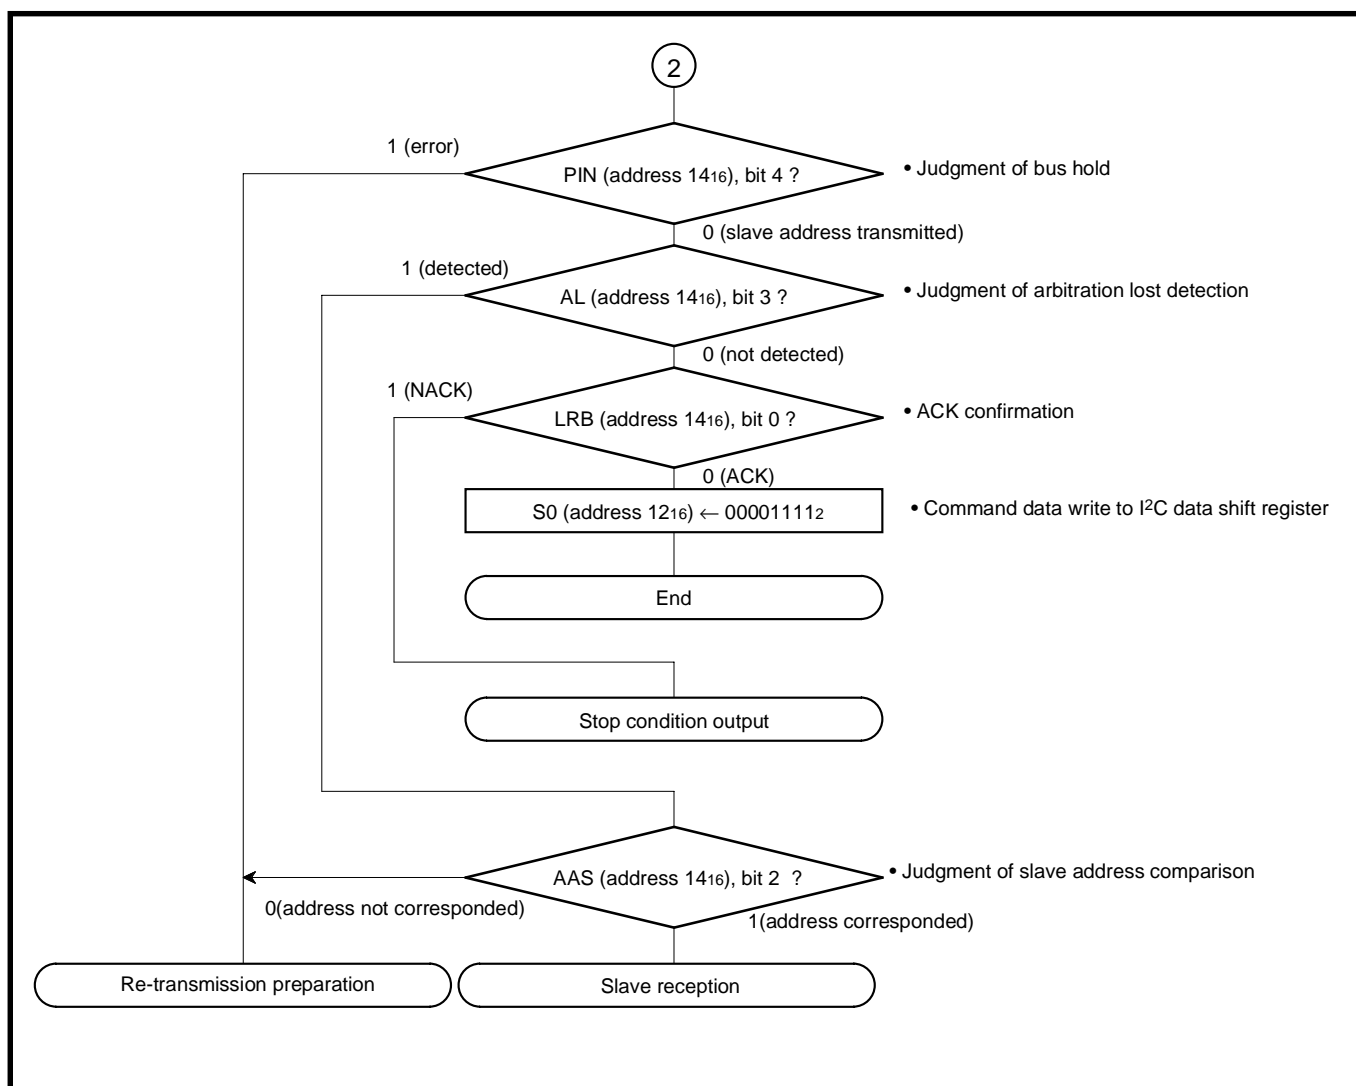 2
1 (error)
PIN (address 14₁₆), bit 4 ?
• Judgment of bus hold
0 (slave address transmitted)
1 (detected)
AL (address 14₁₆), bit 3 ?
• Judgment of arbitration lost detection
0 (not detected)
1 (NACK)
LRB (address 14₁₆), bit 0 ?
• ACK confirmation
0 (ACK)
S0 (address 12₁₆) ← 00001111₂
• Command data write to I²C data shift register
End
Stop condition output
AAS (address 14₁₆), bit 2 ?
• Judgment of slave address comparison
0(address not corresponded)
1(address corresponded)
Re-transmission preparation
Slave reception